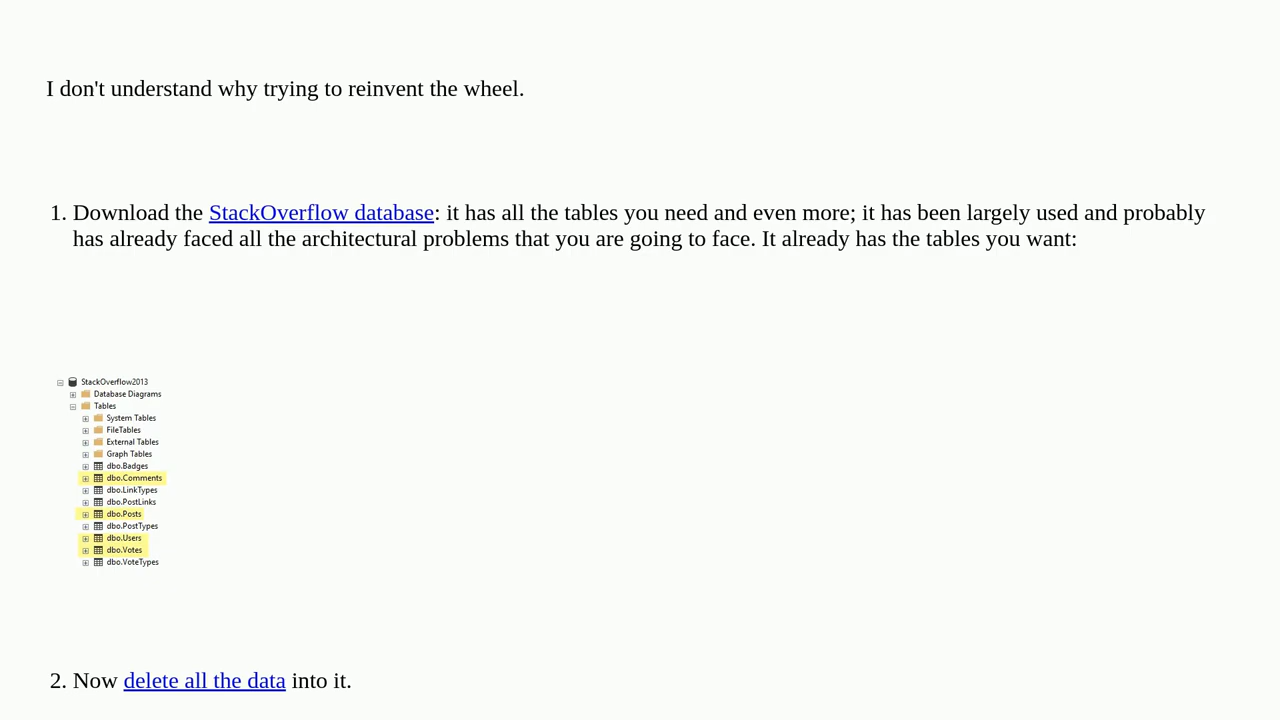 I don't understand why trying to reinvent the wheel.
1. Download the StackOverflow database: it has all the tables you need and even more; it has been largely used and probably
has already faced all the architectural problems that you are going to face. It already has the tables you want:
StackOverflow2013
Database Diagrams
Tables
System Tables
FileTables
External Tables
Graph Tables
dbo.Badges
dbo.Comments
dbo.LinkTypes
dbo.PostLinks
dbo.Posts
dbo.PostTypes
dbo.Users
dbo.Votes
dbo.VoteTypes
2. Now delete all the data into it.